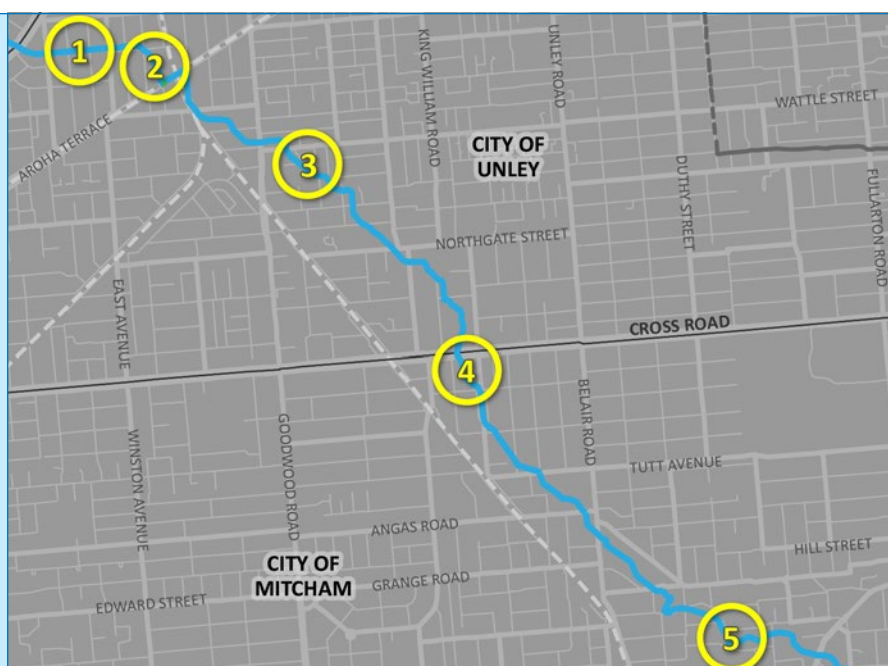 1
2
3
4
5
AROHA TERRACE
KING WILLIAM ROAD
UNLEY ROAD
WATTLE STREET
CITY OF
UNLEY
DUTHY STREET
FULLARTON ROAD
NORTHGATE STREET
EAST AVENUE
CROSS ROAD
WINSTON AVENUE
GOODWOOD ROAD
BELAIR ROAD
TUTT AVENUE
ANGAS ROAD
HILL STREET
CITY OF
MITCHAM
GRANGE ROAD
EDWARD STREET